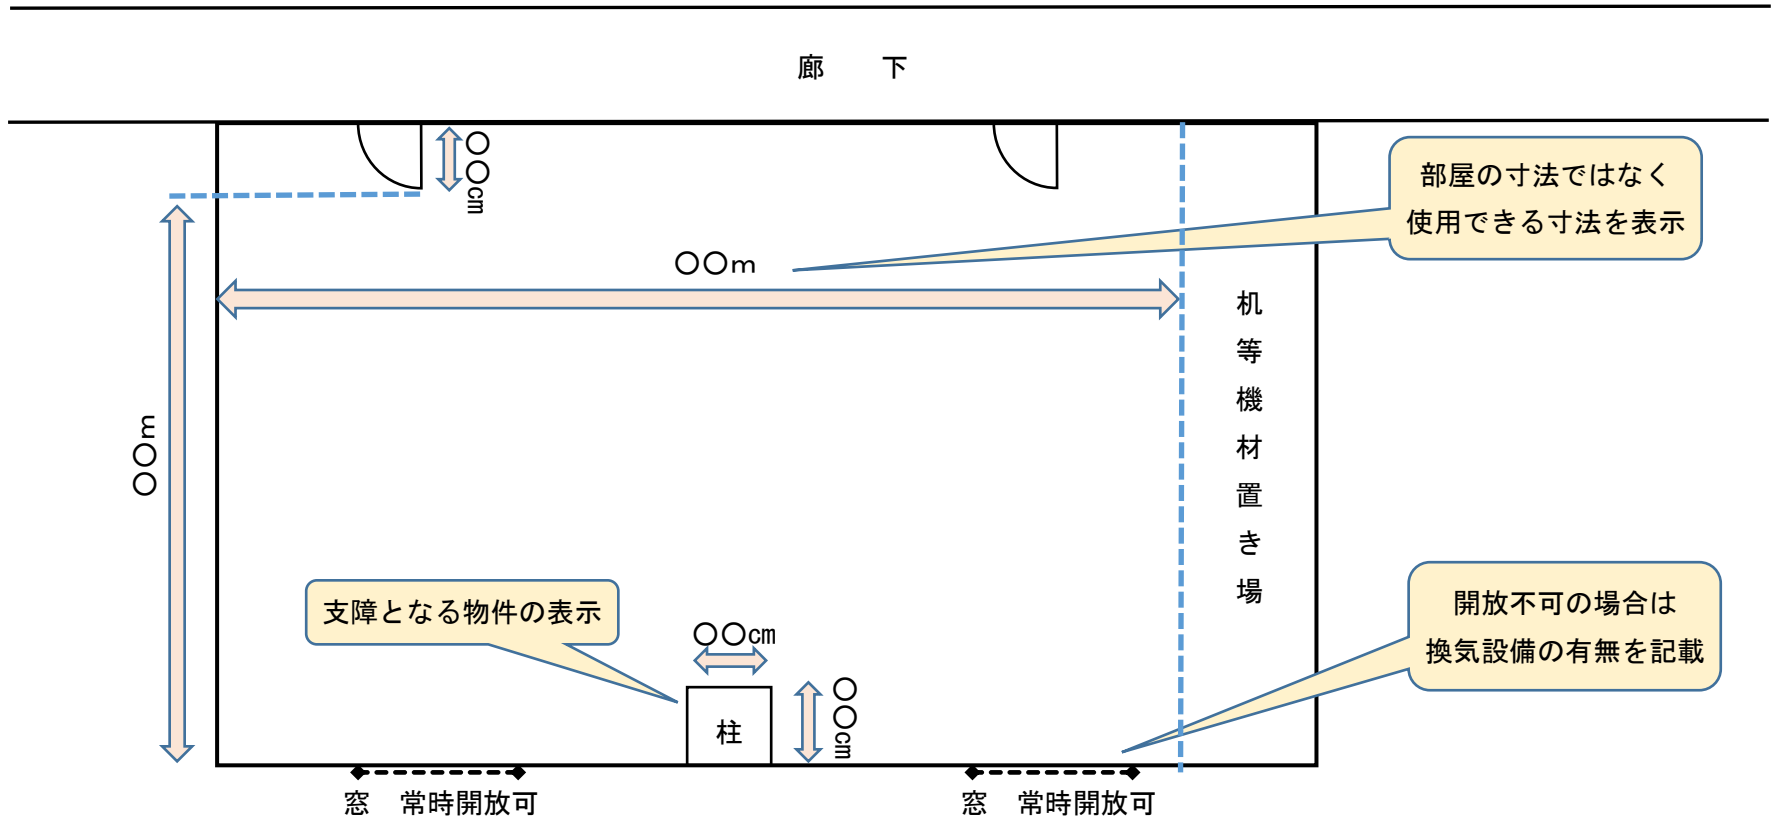 廊　下
〇〇cm
部屋の寸法ではなく
使用できる寸法を表示
〇〇ｍ
机等機材置き場
〇〇ｍ
支障となる物件の表示
〇〇cm
柱
〇〇cm
開放不可の場合は
換気設備の有無を記載
窓　常時開放可
窓　常時開放可